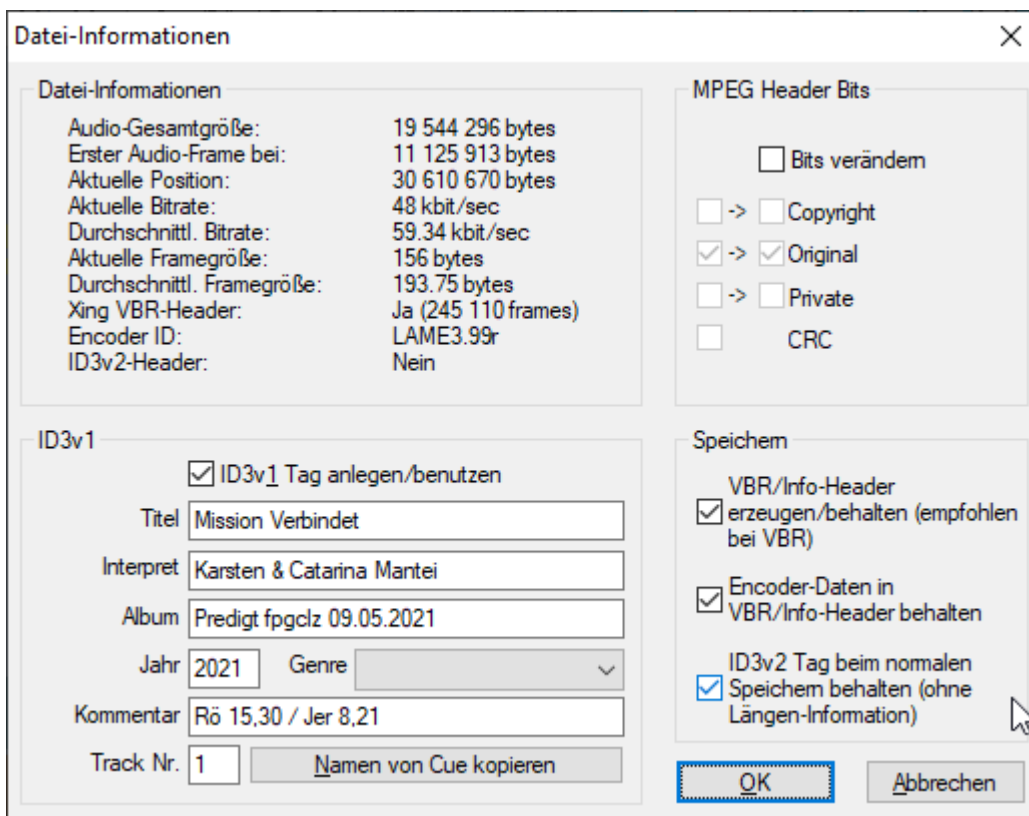 Datei-Informationen
Datei-Informationen
Audio-Gesamtgröße: 19 544 296 bytes
Erster Audio-Frame bei: 11 125 913 bytes
Aktuelle Position: 30 610 670 bytes
Aktuelle Bitrate: 48 kbit/sec
Durchschnittl. Bitrate: 59.34 kbit/sec
Aktuelle Framegröße: 156 bytes
Durchschnittl. Framegröße: 193.75 bytes
Xing VBR-Header: Ja (245 110 frames)
Encoder ID: LAME3.99r
ID3v2-Header: Nein
MPEG Header Bits
Bits verändern
-> Copyright
-> Original
-> Private
CRC
ID3v1
ID3v1 Tag anlegen/benutzen
Titel Mission Verbindet
Interpret Karsten & Catarina Mantei
Album Predigt fpgclz 09.05.2021
Jahr 2021 Genre
Kommentar Rö 15,30 / Jer 8,21
Track Nr. 1 Namen von Cue kopieren
Speichern
VBR/Info-Header
erzeugen/behalten (empfohlen
bei VBR)
Encoder-Daten in
VBR/Info-Header behalten
ID3v2 Tag beim normalen
Speichern behalten (ohne
Längen-Information)
OK Abbrechen